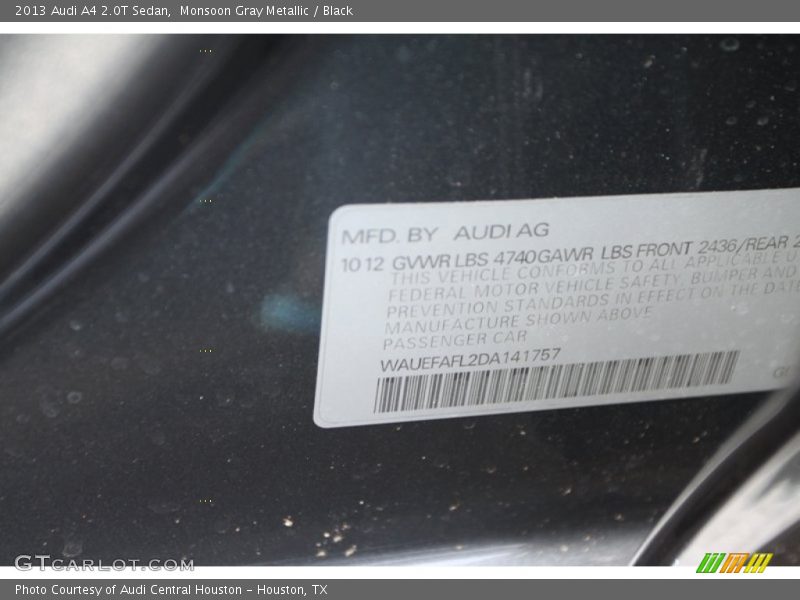 2013 Audi A4 2.0T Sedan,  Monsoon Gray Metallic / Black
MFD. BY AUDI AG
10 12 GVWR LBS 4740 GAWR LBS FRONT 2436/REAR 2
THIS VEHICLE CONFORMS TO ALL APPLICABLE U
FEDERAL MOTOR VEHICLE SAFETY, BUMPER AND
PREVENTION STANDARDS IN EFFECT ON THE DATE
MANUFACTURE SHOWN ABOVE
PASSENGER CAR
WAUEFAFL2DA141757
GTCARLOT.COM
Photo Courtesy of Audi Central Houston – Houston, TX